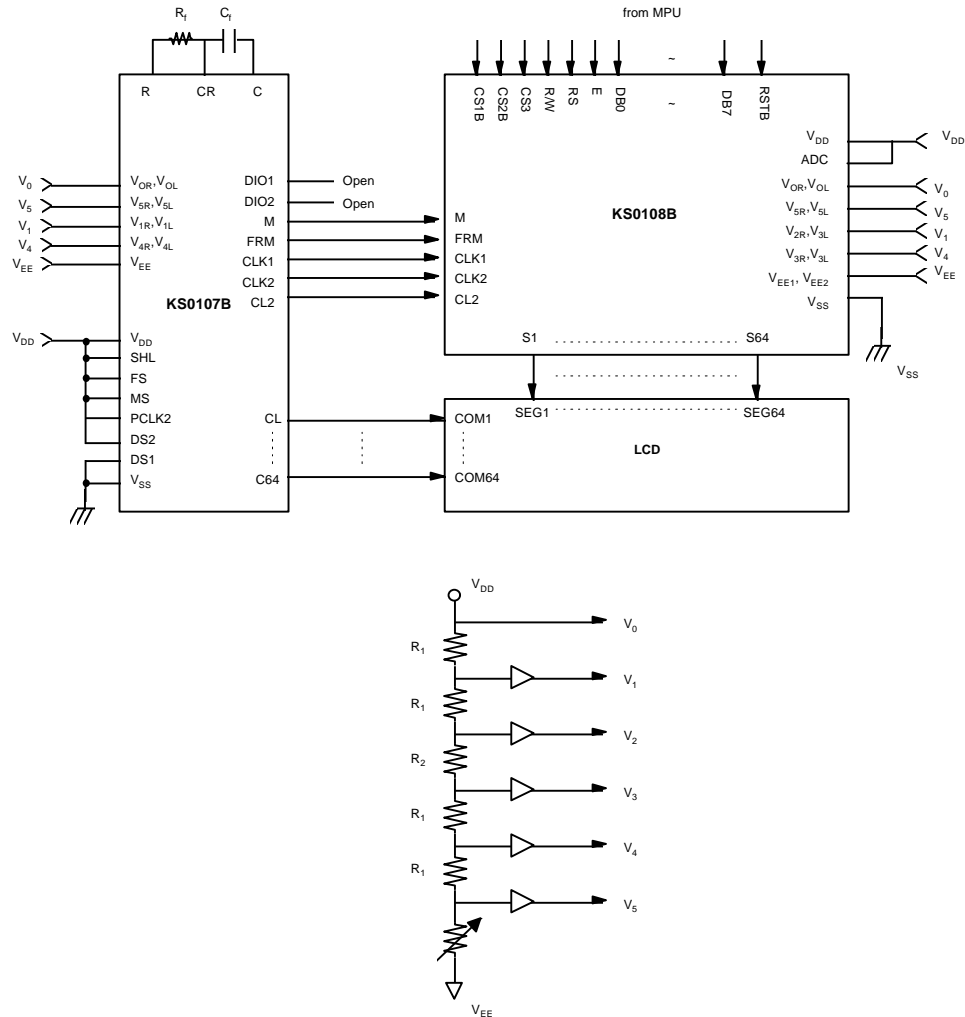 Rf Cf
R CR C
V0 VOR,VOL
V5 V5R,V5L
V1 V1R,V1L
V4 V4R,V4L
VEE VEE
KS0107B
VDD VDD
SHL
FS
MS
PCLK2
DS2
DS1
VSS
DIO1 Open
DIO2 Open
M
FRM
CLK1
CLK2
CL2
CL
C64
from MPU
~
CS1B CS2B CS3 R/W RS E DB0 ~ DB7 RSTB
KS0108B
M
FRM
CLK1
CLK2
CL2
VDD VDD
ADC
VOR,VOL V0
V5R,V5L V5
V2R,V3L V1
V3R,V3L V4
VEE1, VEE2 VEE
VSS
VSS
S1 S64
SEG1 SEG64
COM1
LCD
COM64
VDD
V0
R1
V1
R1
V2
R2
V3
R1
V4
R1
V5
VEE